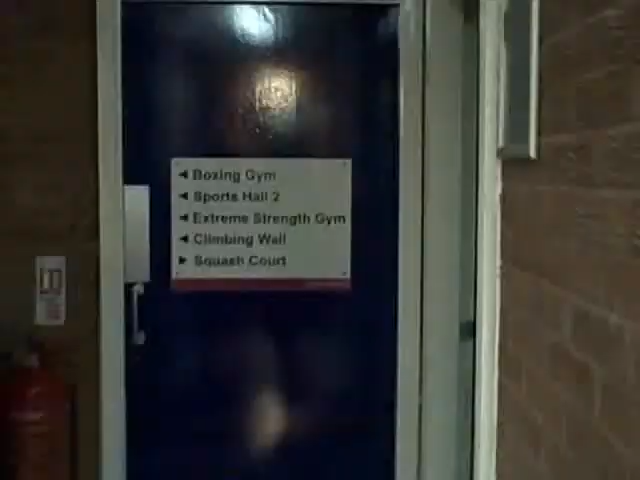 ◄ Boxing Gym
◄ Sports Hall 2
◄ Extreme Strength Gym
◄ Climbing Wall
► Squash Court